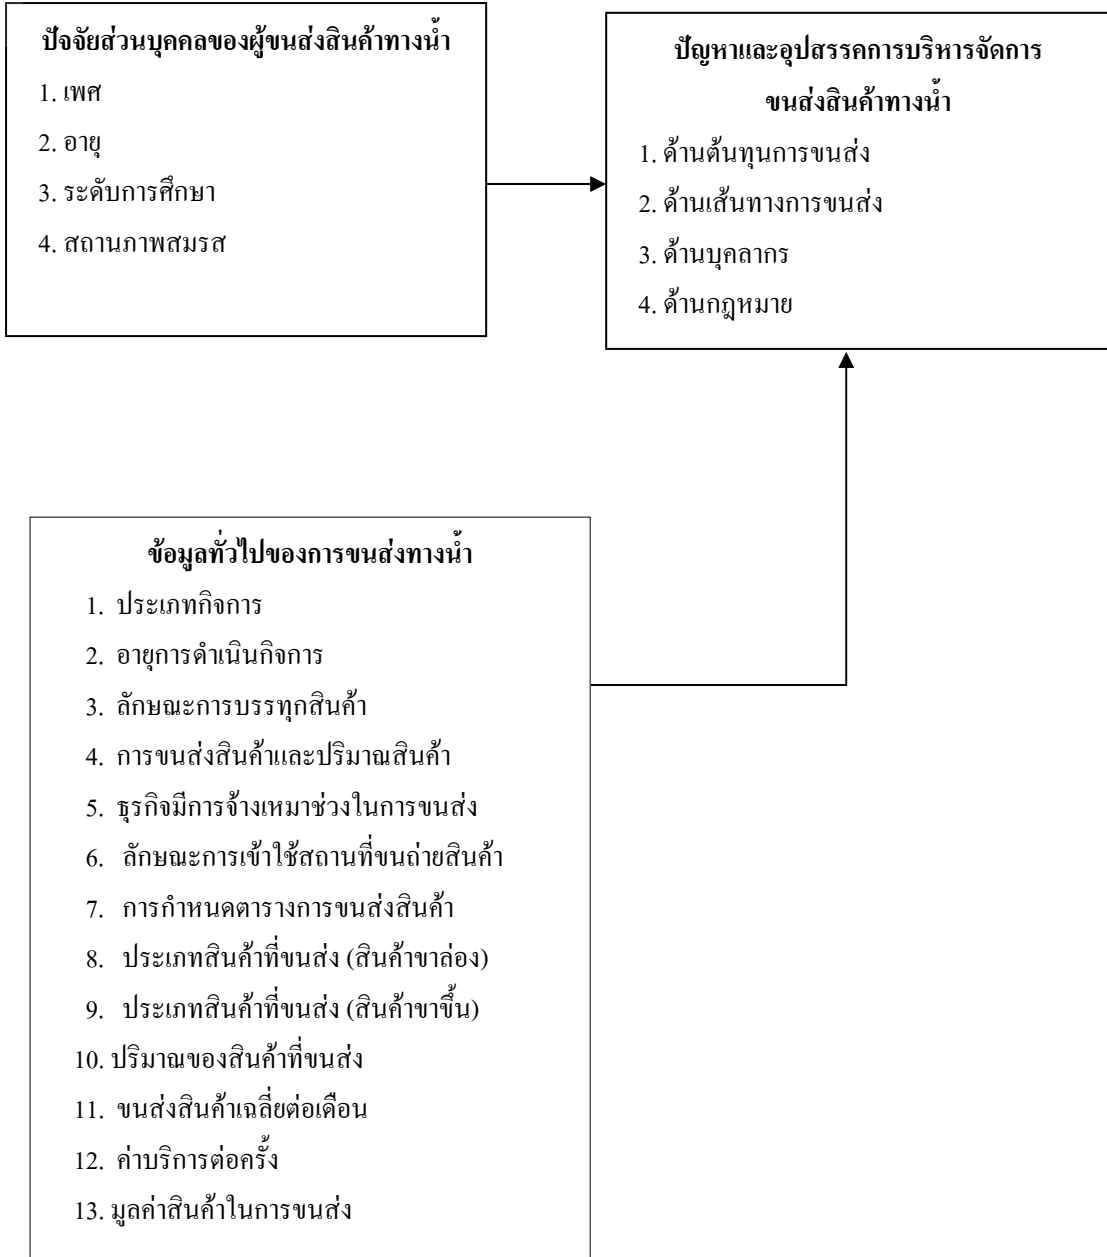 ปัจจัยส่วนบุคคลของผู้ขนส่งสินค้าทางน้ำ
1. เพศ
2. อายุ
3. ระดับการศึกษา
4. สถานภาพสมรส
ปัญหาและอุปสรรคการบริหารจัดการ
ขนส่งสินค้าทางน้ำ
1. ด้านต้นทุนการขนส่ง
2. ด้านเส้นทางการขนส่ง
3. ด้านบุคลากร
4. ด้านกฎหมาย
ข้อมูลทั่วไปของการขนส่งทางน้ำ
1. ประเภทกิจการ
2. อายุการดำเนินกิจการ
3. ลักษณะการบรรทุกสินค้า
4. การขนส่งสินค้าและปริมาณสินค้า
5. ธุรกิจมีการจ้างเหมาช่วงในการขนส่ง
6. ลักษณะการเข้าใช้สถานที่ขนถ่ายสินค้า
7. การกำหนดตารางการขนส่งสินค้า
8. ประเภทสินค้าที่ขนส่ง (สินค้าขาล่อง)
9. ประเภทสินค้าที่ขนส่ง (สินค้าขาขึ้น)
10. ปริมาณของสินค้าที่ขนส่ง
11. ขนส่งสินค้าเฉลี่ยต่อเดือน
12. ค่าบริการต่อครั้ง
13. มูลค่าสินค้าในการขนส่ง